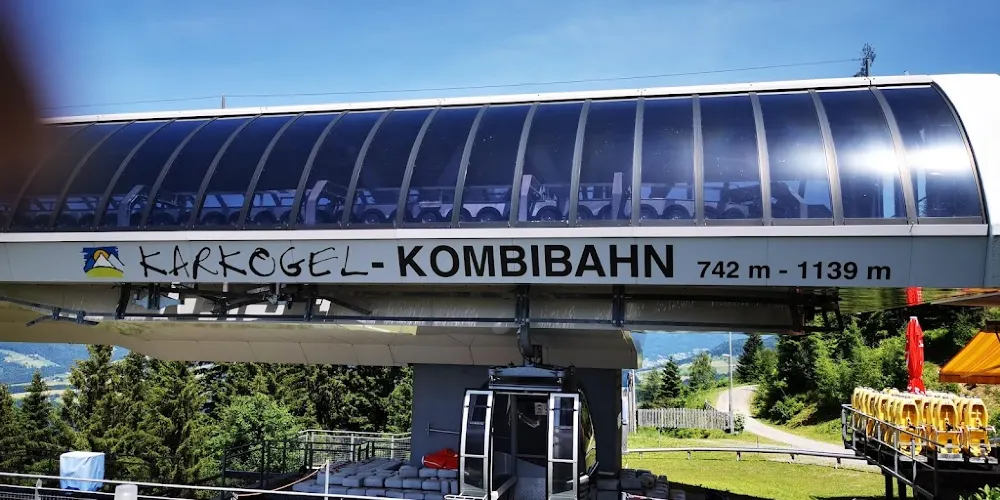 KARKOGEL - KOMBIBAHN 742 m - 1139 m